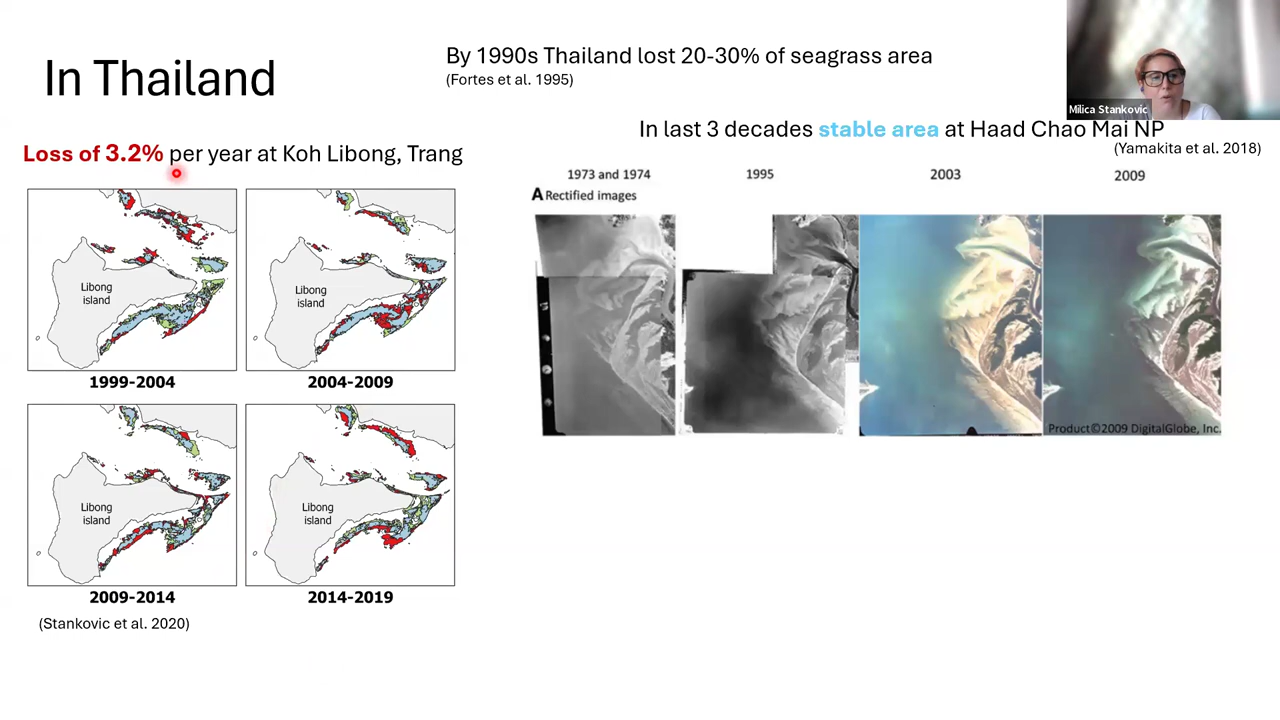 In Thailand
By 1990s Thailand lost 20-30% of seagrass area
(Fortes et al. 1995)
Milica Stankovic
In last 3 decades stable area at Haad Chao Mai NP
(Yamakita et al. 2018)
Loss of 3.2% per year at Koh Libong, Trang
Libong
island
1999-2004
Libong
island
2004-2009
Libong
island
2009-2014
Libong
island
2014-2019
(Stankovic et al. 2020)
1973 and 1974
1995
2003
2009
A Rectified images
Product©2009 DigitalGlobe, Inc.